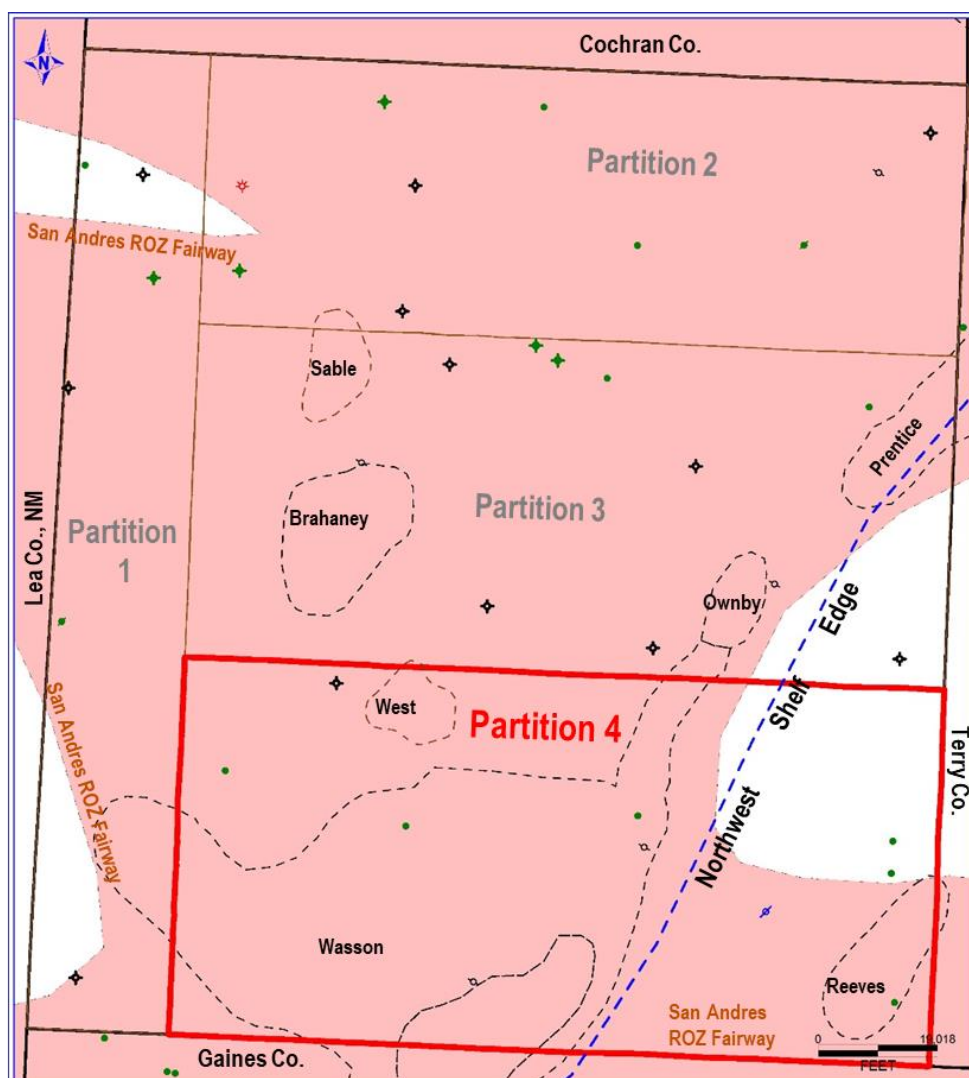 N
Cochran Co.
Partition 2
San Andres ROZ Fairway
Sable
Prentice
Lea Co., NM
Partition
1
Brahaney
Partition 3
Ownby
Edge
Shelf
Northwest
West
Partition 4
San Andres ROZ Fairway
Terry Co.
Wasson
Reeves
San Andres
ROZ Fairway
0
19,018
FEET
Gaines Co.